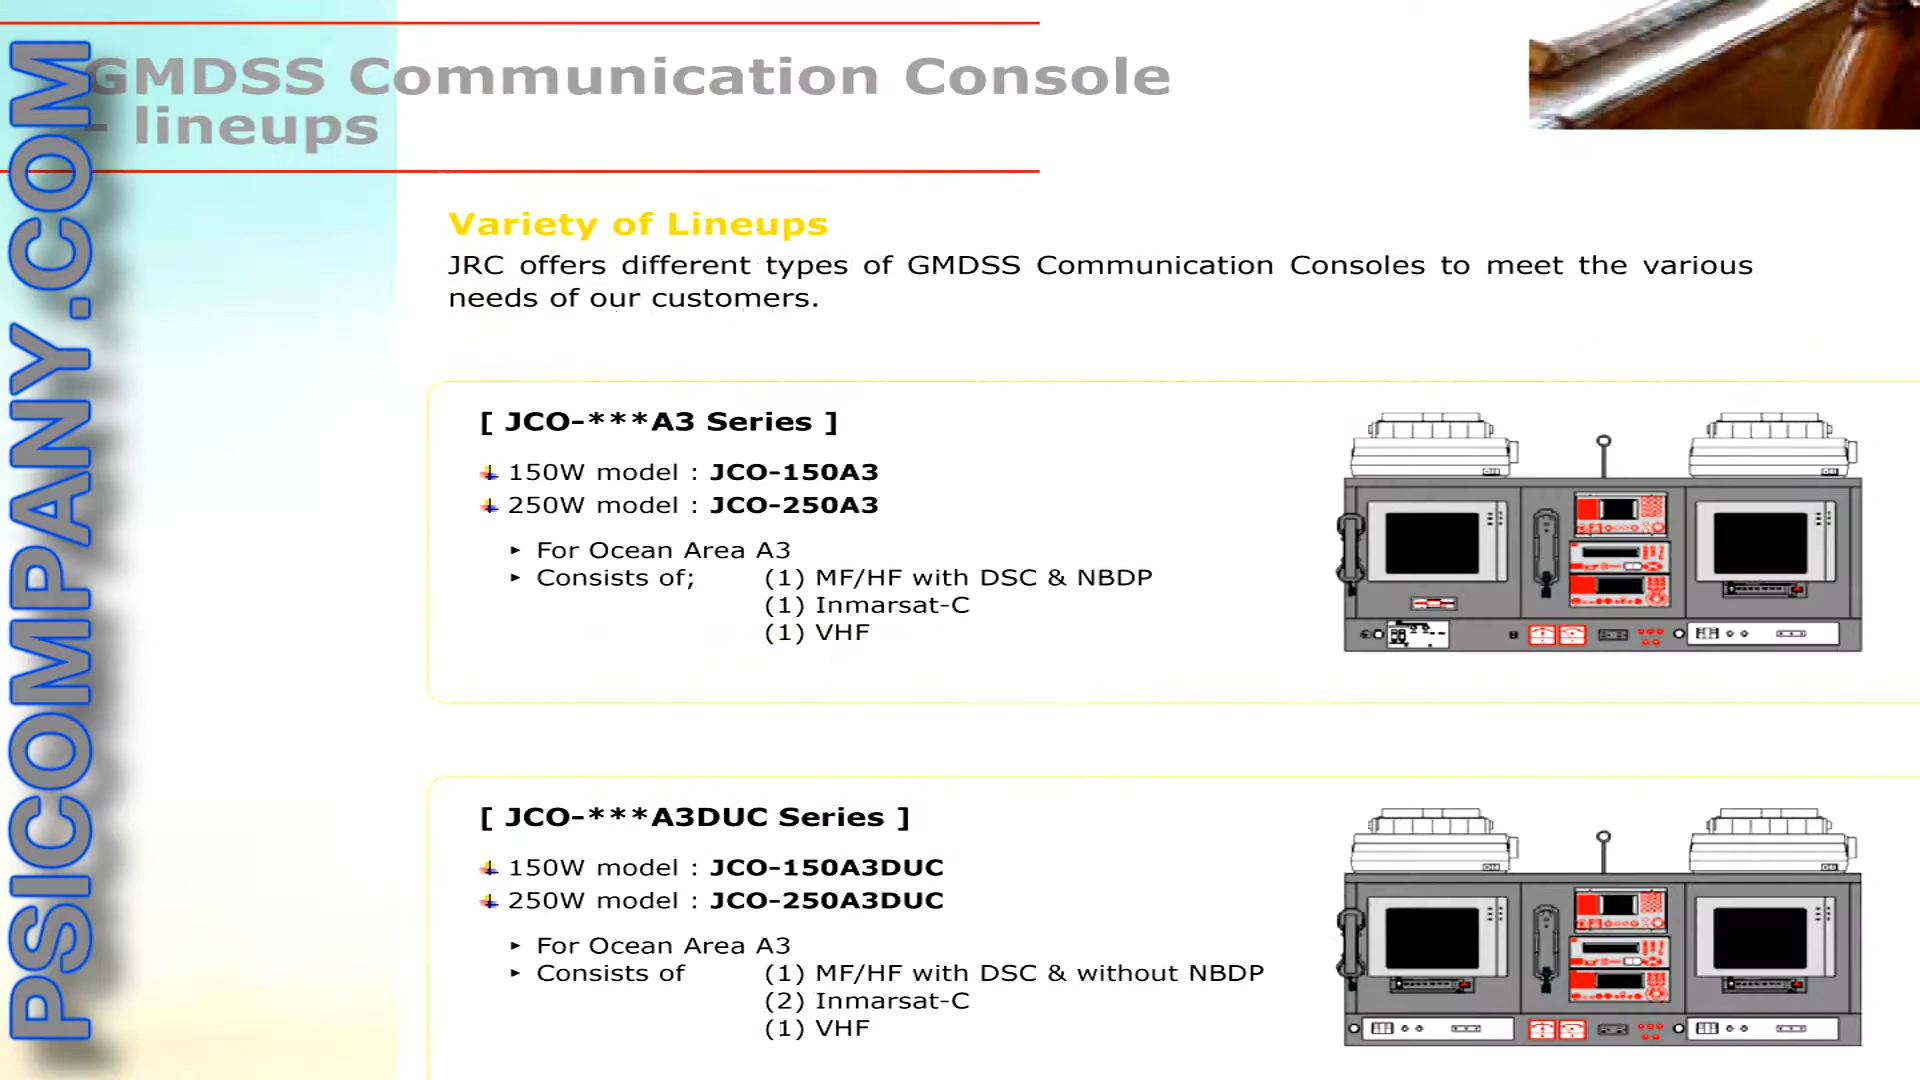 PSICOMPANY.COM
GMDSS Communication Console
- lineups
Variety of Lineups
JRC offers different types of GMDSS Communication Consoles to meet the various
needs of our customers.
[ JCO-***A3 Series ]
150W model : JCO-150A3
250W model : JCO-250A3
‣ For Ocean Area A3
‣ Consists of; (1) MF/HF with DSC & NBDP
(1) Inmarsat-C
(1) VHF
[ JCO-***A3DUC Series ]
150W model : JCO-150A3DUC
250W model : JCO-250A3DUC
‣ For Ocean Area A3
‣ Consists of (1) MF/HF with DSC & without NBDP
(2) Inmarsat-C
(1) VHF